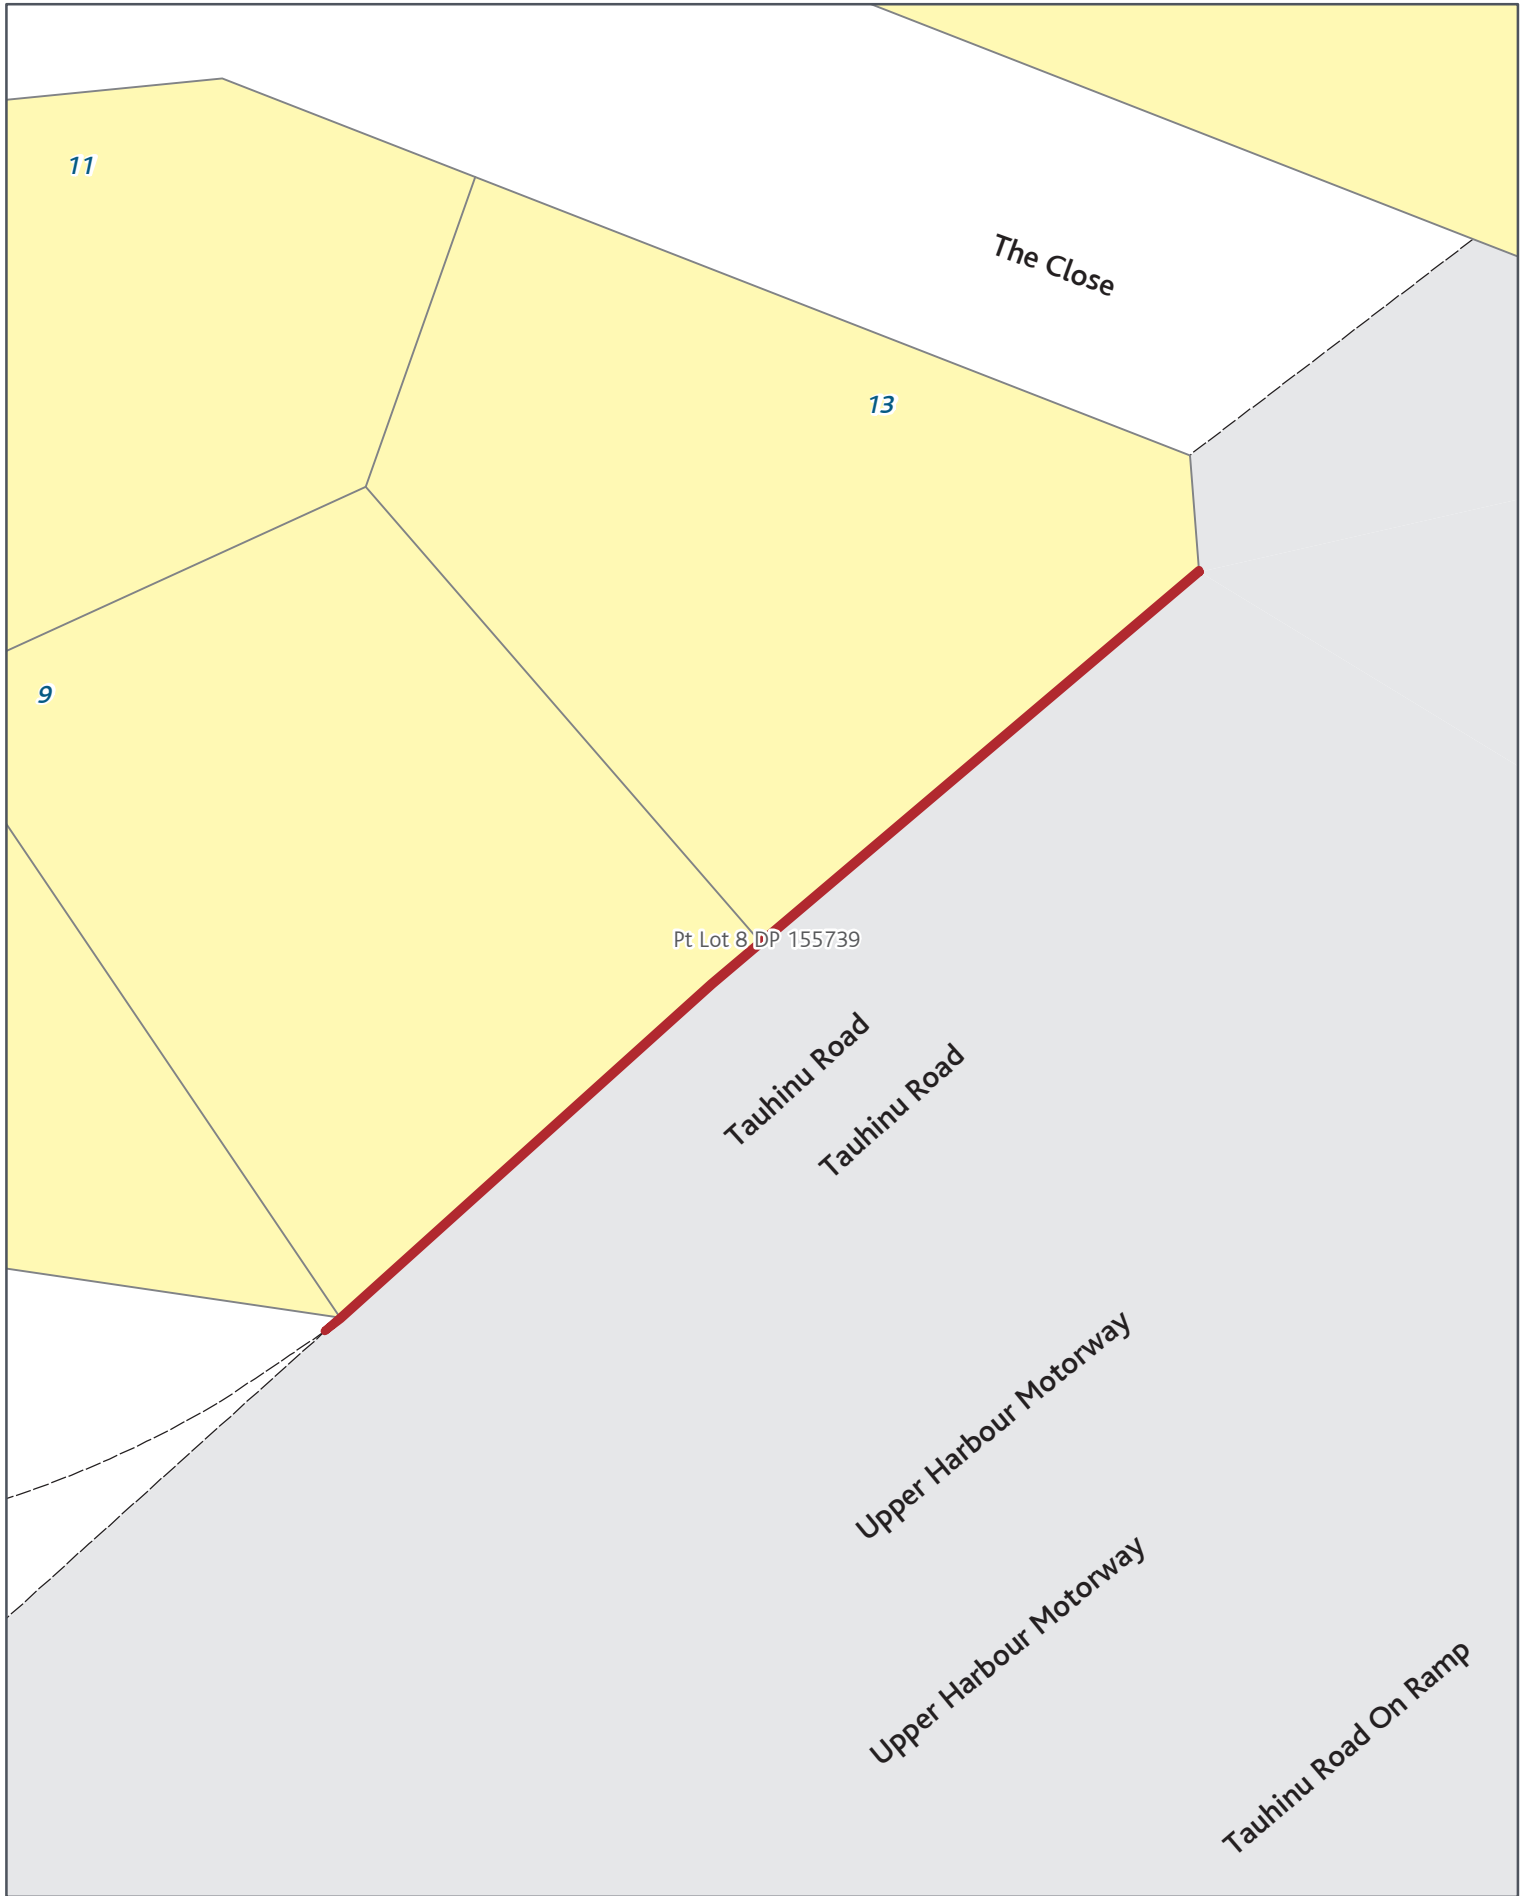 11
The Close
13
9
Pt Lot 8 DP 155739
Tauhinu Road
Tauhinu Road
Upper Harbour Motorway
Upper Harbour Motorway
Tauhinu Road On Ramp